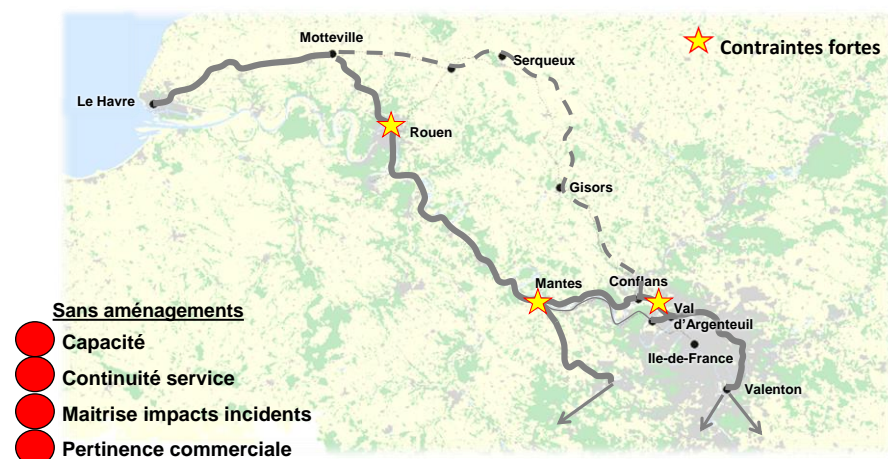 Motteville
Serqueux
Contraintes fortes
Le Havre
Rouen
Gisors
Mantes
Conflans
Val
d'Argenteuil
Ile-de-France
Valenton
Sans aménagements
Capacité
Continuité service
Maitrise impacts incidents
Pertinence commerciale